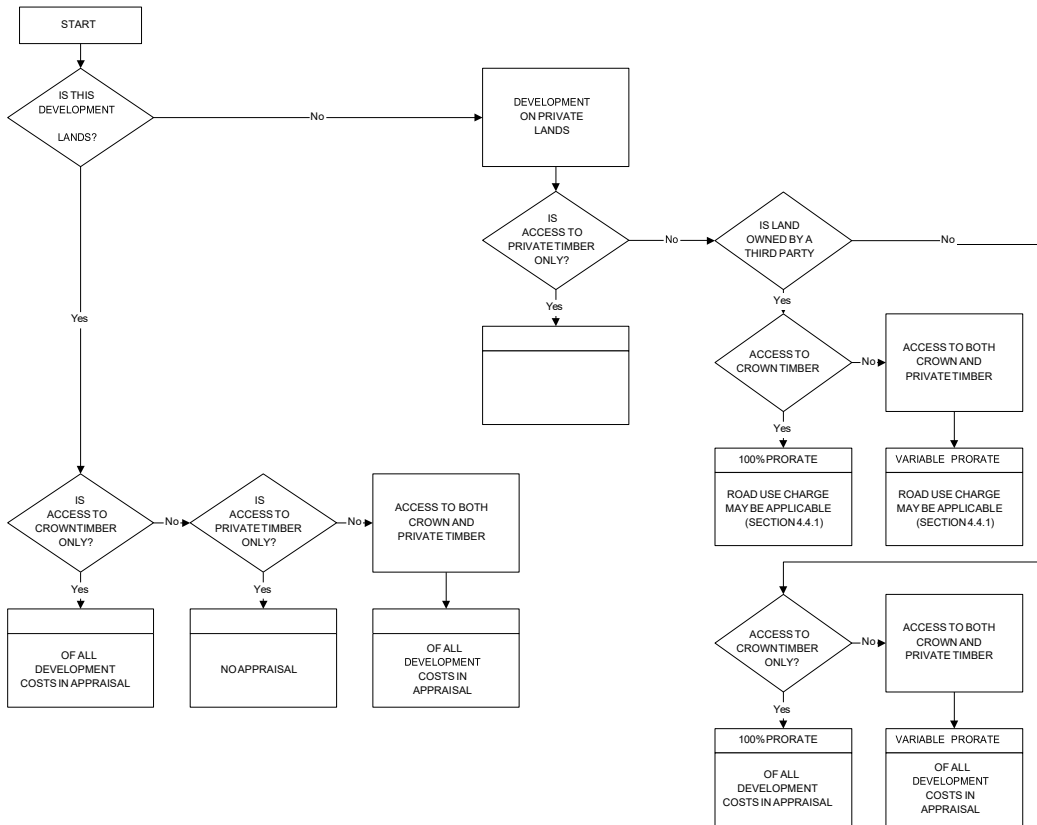 START
IS THIS
DEVELOPMENT
LANDS?
No
DEVELOPMENT
ON PRIVATE
LANDS
IS
ACCESS TO
PRIVATE TIMBER
ONLY?
No
IS LAND
OWNED BY A
THIRD PARTY
No
Yes
Yes
Yes
ACCESS TO
CROWN TIMBER
No
ACCESS TO BOTH
CROWN AND
PRIVATE TIMBER
Yes
100% PRORATE
ROAD USE CHARGE
MAY BE APPLICABLE
(SECTION 4.4.1)
VARIABLE PRORATE
ROAD USE CHARGE
MAY BE APPLICABLE
(SECTION 4.4.1)
IS
ACCESS TO
CROWN TIMBER
ONLY?
No
IS
ACCESS TO
PRIVATE TIMBER
ONLY?
No
ACCESS TO BOTH
CROWN AND
PRIVATE TIMBER
Yes
Yes
OF ALL
DEVELOPMENT
COSTS IN APPRAISAL
NO APPRAISAL
OF ALL
DEVELOPMENT
COSTS IN
APPRAISAL
ACCESS TO
CROWN TIMBER
ONLY?
No
ACCESS TO BOTH
CROWN AND
PRIVATE TIMBER
Yes
100% PRORATE
OF ALL
DEVELOPMENT
COSTS IN APPRAISAL
VARIABLE PRORATE
OF ALL
DEVELOPMENT
COSTS IN
APPRAISAL